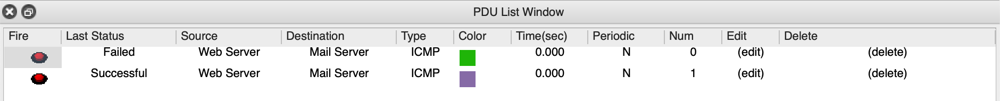 PDU List Window
Fire Last Status Source Destination Type Color Time(sec) Periodic Num Edit Delete
Failed Web Server Mail Server ICMP 0.000 N 0 (edit) (delete)
Successful Web Server Mail Server ICMP 0.000 N 1 (edit) (delete)